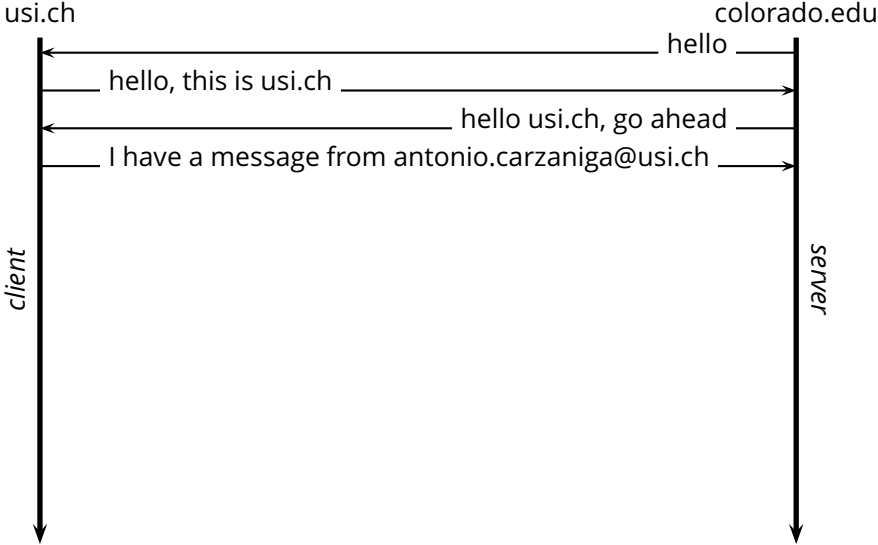 usi.ch
colorado.edu
hello
hello, this is usi.ch
hello usi.ch, go ahead
I have a message from antonio.carzaniga@usi.ch
client
server